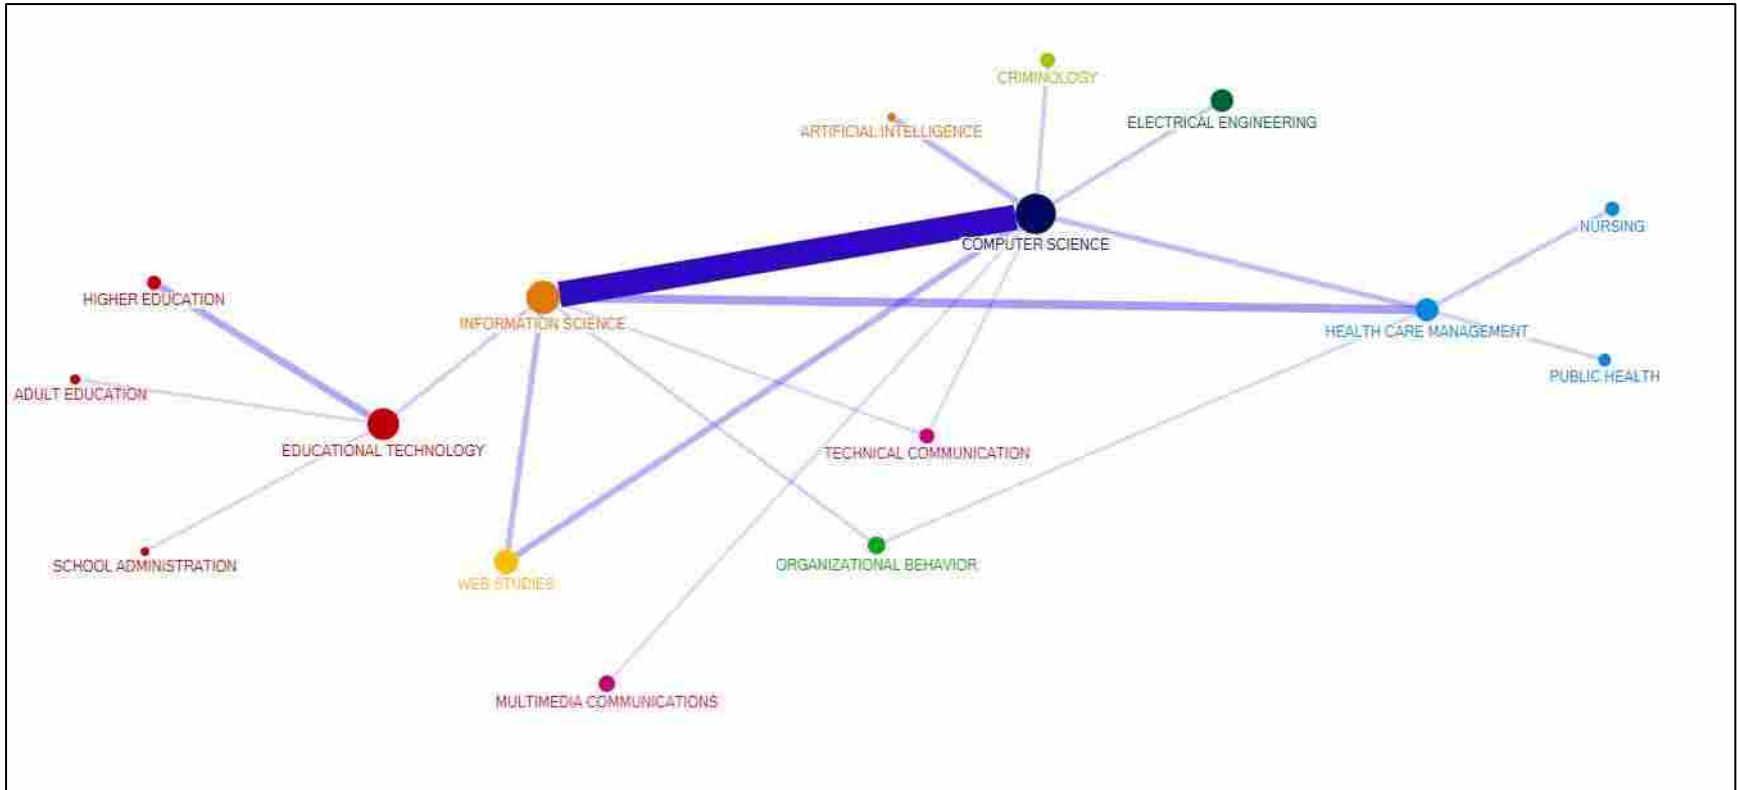 CRIMINOLOGY
ELECTRICAL ENGINEERING
ARTIFICIAL INTELLIGENCE
NURSING
COMPUTER SCIENCE
HIGHER EDUCATION
INFORMATION SCIENCE
HEALTH CARE MANAGEMENT
PUBLIC HEALTH
ADULT EDUCATION
EDUCATIONAL TECHNOLOGY
TECHNICAL COMMUNICATION
SCHOOL ADMINISTRATION
ORGANIZATIONAL BEHAVIOR
WEB STUDIES
MULTIMEDIA COMMUNICATIONS